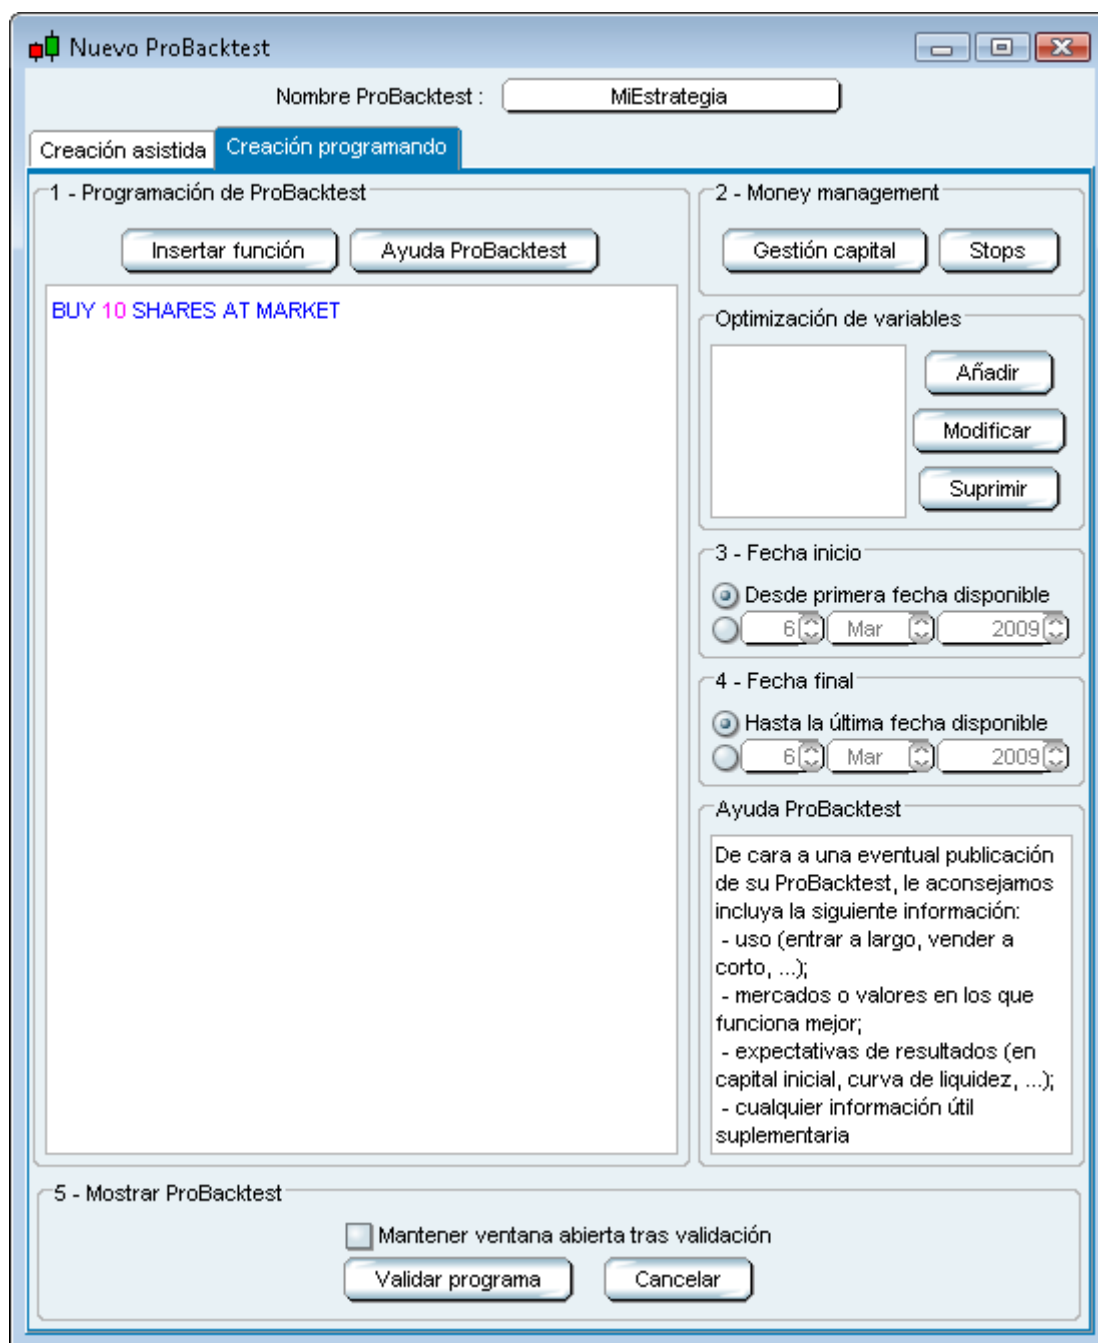 Nuevo ProBacktest
Nombre ProBacktest :
MiEstrategia
Creación asistida
Creación programando
1 - Programación de ProBacktest
Insertar función
Ayuda ProBacktest
BUY 10 SHARES AT MARKET
2 - Money management
Gestión capital
Stops
Optimización de variables
Añadir
Modificar
Suprimir
3 - Fecha inicio
Desde primera fecha disponible
6 Mar 2009
4 - Fecha final
Hasta la última fecha disponible
6 Mar 2009
Ayuda ProBacktest
De cara a una eventual publicación
de su ProBacktest, le aconsejamos
incluya la siguiente información:
- uso (entrar a largo, vender a
corto, ...);
- mercados o valores en los que
funciona mejor;
- expectativas de resultados (en
capital inicial, curva de liquidez, ...);
- cualquier información útil
suplementaria
5 - Mostrar ProBacktest
Mantener ventana abierta tras validación
Validar programa
Cancelar